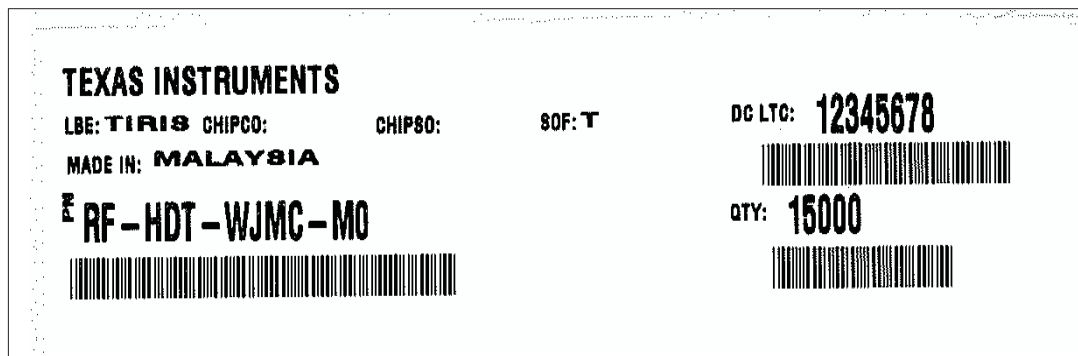 TEXAS INSTRUMENTS
LBE: TIRIS CHIPCO: CHIPSO: SOF: T DC LTC: 12345678
MADE IN: MALAYSIA
PN RF-HDT-WJMC-M0 QTY: 15000